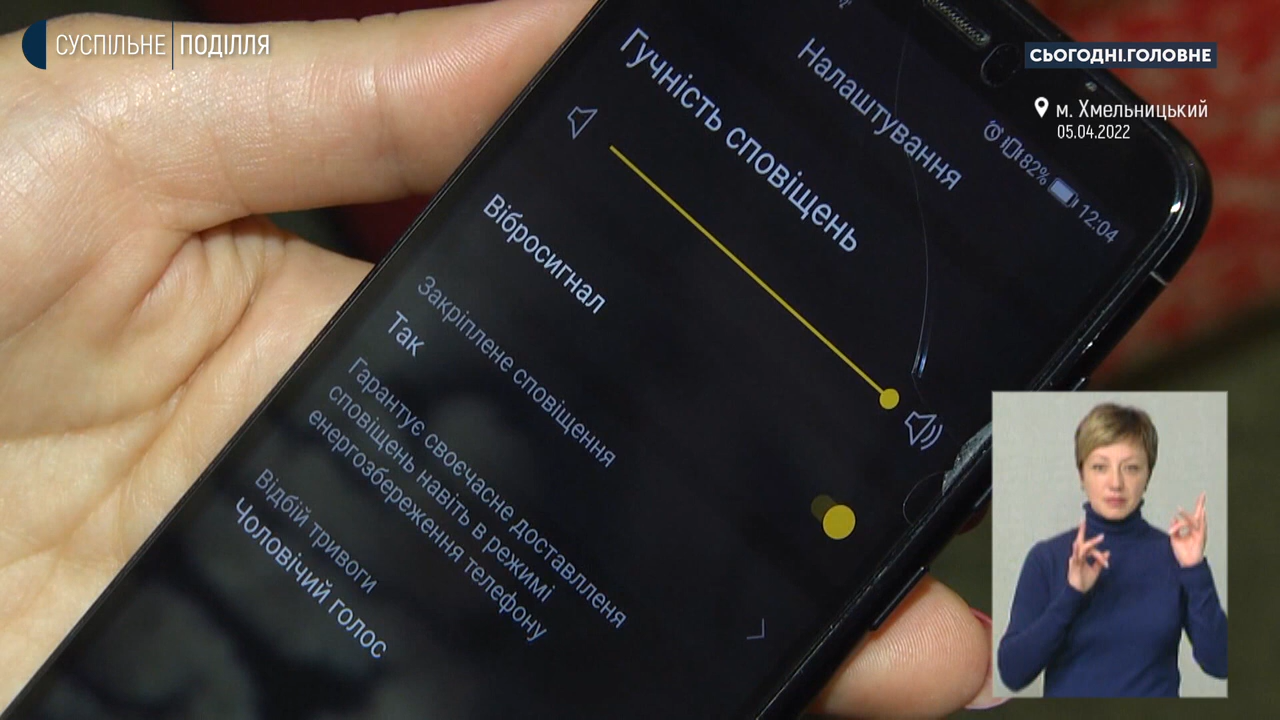 СУСПІЛЬНЕ ПОДІЛЛЯ
СЬОГОДНІ.ГОЛОВНЕ
м. Хмельницький
05.04.2022
82% 12:04
Налаштування
Гучність сповіщень
Вібросигнал
Закріплене сповіщення
Так
Гарантує своєчасне доставлленя
сповіщень навіть в режимі
енергозбереження телефону
Відбій тривоги
Чоловічий голос